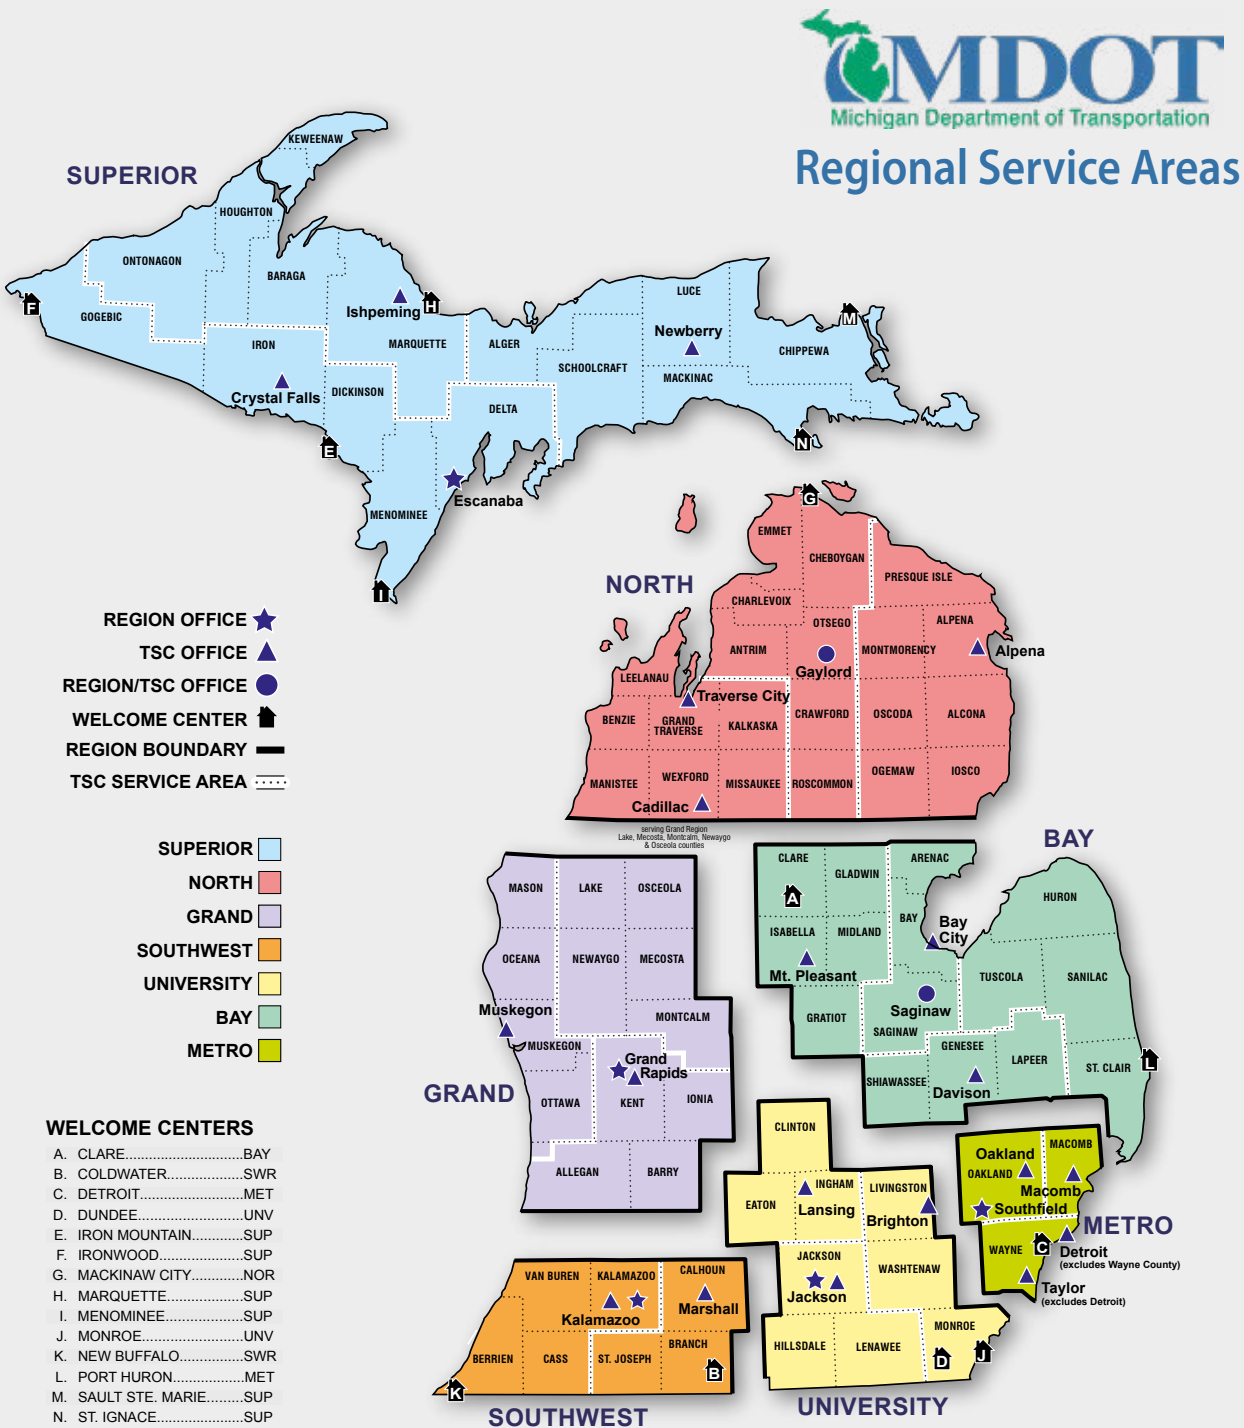 MDOT
Michigan Department of Transportation
Regional Service Areas
SUPERIOR
KEWEENAW
HOUGHTON
ONTONAGON
BARAGA
GOGEBIC
F
Ishpeming
H
IRON
MARQUETTE
ALGER
LUCE
Newberry
M
CHIPPEWA
SCHOOLCRAFT
MACKINAC
Crystal Falls
DICKINSON
DELTA
E
N
Escanaba
MENOMINEE
I
NORTH
G
EMMET
CHEBOYGAN
PRESQUE ISLE
CHARLEVOIX
OTSEGO
ALPENA
ANTRIM
MONTMORENCY
Alpena
Gaylord
LEELANAU
Traverse City
BENZIE
GRAND
TRAVERSE
KALKASKA
CRAWFORD
OSCODA
ALCONA
MANISTEE
WEXFORD
MISSAUKEE
ROSCOMMON
OGEMAW
IOSCO
Cadillac
serving Grand Region
Lake, Mecosta, Montcalm, Newaygo
& Osceola counties
REGION OFFICE
TSC OFFICE
REGION/TSC OFFICE
WELCOME CENTER
REGION BOUNDARY
TSC SERVICE AREA
SUPERIOR
NORTH
GRAND
SOUTHWEST
UNIVERSITY
BAY
METRO
BAY
CLARE
GLADWIN
ARENAC
HURON
A
ISABELLA
MIDLAND
BAY
Bay
City
Mt. Pleasant
TUSCOLA
SANILAC
GRATIOT
Saginaw
SAGINAW
GENESEE
LAPEER
ST. CLAIR
L
SHIAWASSEE
Davison
MASON
LAKE
OSCEOLA
OCEANA
NEWAYGO
MECOSTA
Muskegon
MONTCALM
MUSKEGON
Grand
Rapids
GRAND
OTTAWA
KENT
IONIA
ALLEGAN
BARRY
CLINTON
EATON
INGHAM
Lansing
LIVINGSTON
Brighton
JACKSON
Jackson
WASHTENAW
HILLSDALE
LENAWEE
MONROE
D
J
UNIVERSITY
Oakland
OAKLAND
MACOMB
Macomb
Southfield
METRO
WAYNE
C
Detroit
(excludes Wayne County)
Taylor
(excludes Detroit)
VAN BUREN
KALAMAZOO
CALHOUN
Kalamazoo
Marshall
BERRIEN
CASS
ST. JOSEPH
BRANCH
B
K
SOUTHWEST
WELCOME CENTERS
A. CLARE............................BAY
B. COLDWATER..................SWR
C. DETROIT.........................MET
D. DUNDEE.........................UNV
E. IRON MOUNTAIN............SUP
F. IRONWOOD....................SUP
G. MACKINAW CITY............NOR
H. MARQUETTE..................SUP
I. MENOMINEE...................SUP
J. MONROE........................UNV
K. NEW BUFFALO...............SWR
L. PORT HURON.................MET
M. SAULT STE. MARIE.........SUP
N. ST. IGNACE.....................SUP